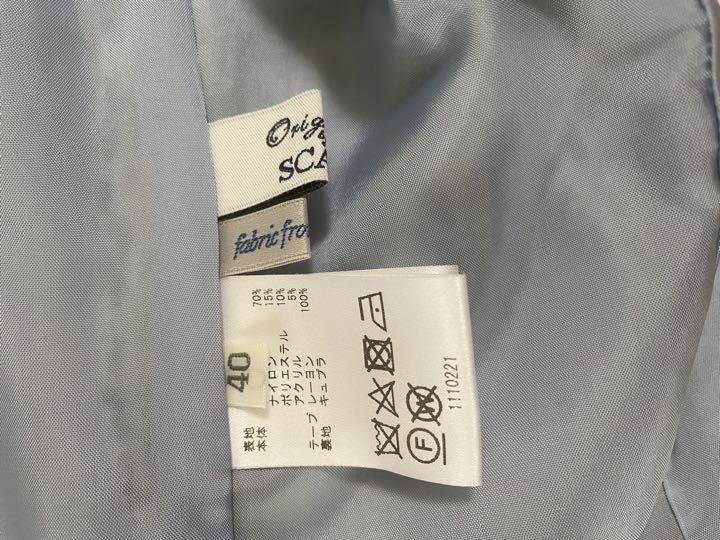 Orig
SCA
fabric fro
40
表地
本体
ナイロン 70%
ポリエステル 15%
アクリル 10%
テープ レーヨン 5%
裏地 キュプラ 100%
F W
1110221